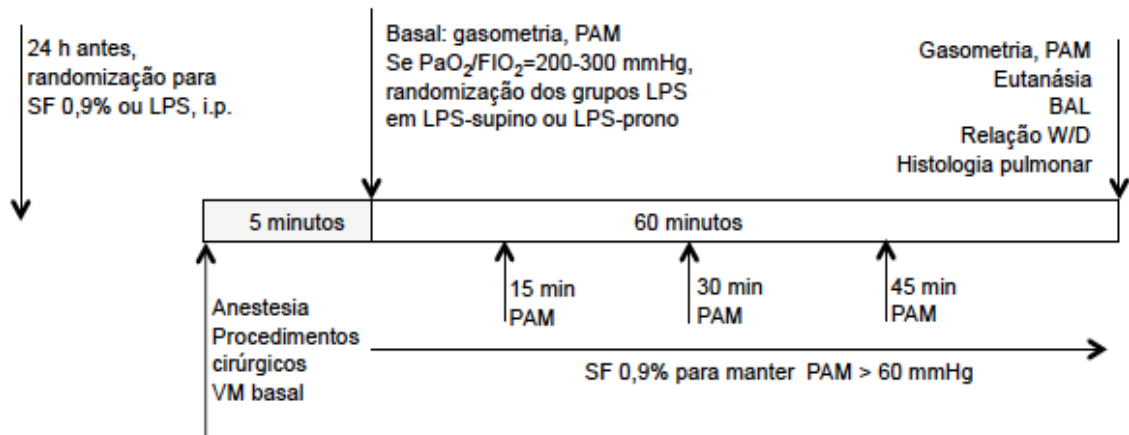 24 h antes,
randomização para
SF 0,9% ou LPS, i.p.
Basal: gasometria, PAM
Se PaO₂/FIO₂=200-300 mmHg,
randomização dos grupos LPS
em LPS-supino ou LPS-prono
Gasometria, PAM
Eutanásia
BAL
Relação W/D
Histologia pulmonar
5 minutos
60 minutos
Anestesia
Procedimentos
cirúrgicos
VM basal
15 min
PAM
30 min
PAM
45 min
PAM
SF 0,9% para manter PAM > 60 mmHg